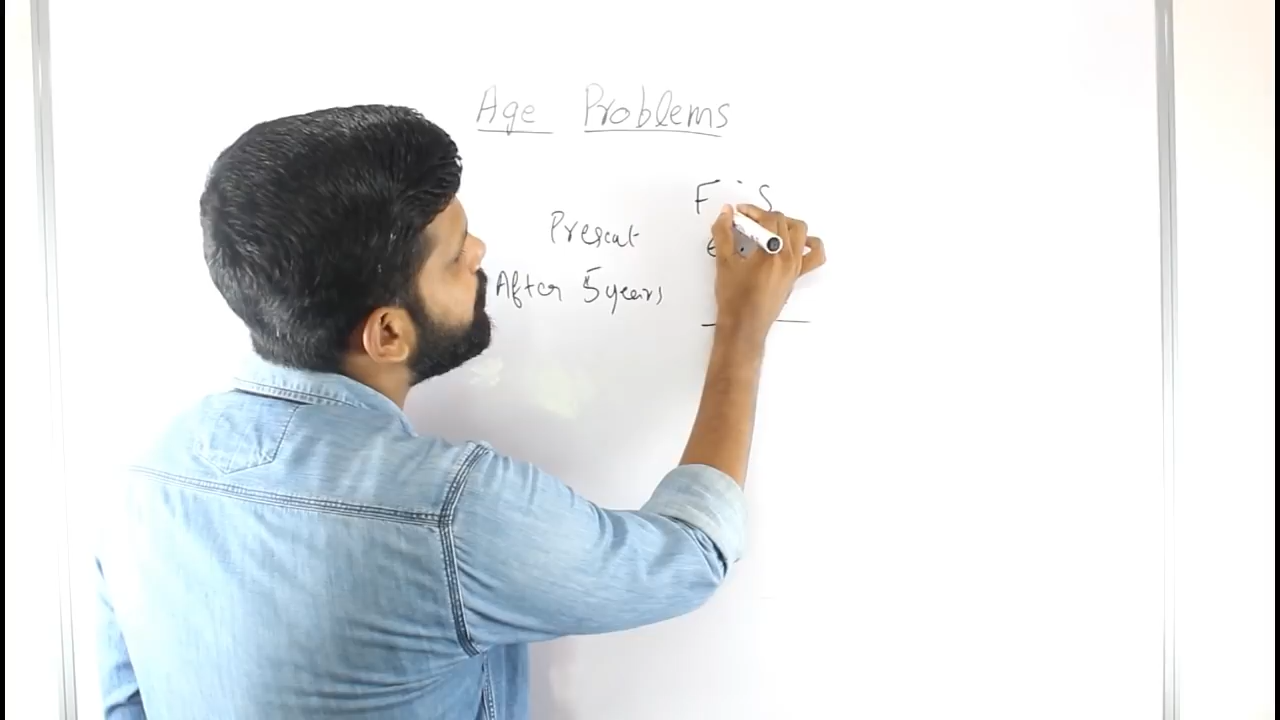 Age Problems
F : S
Present
After 5 years